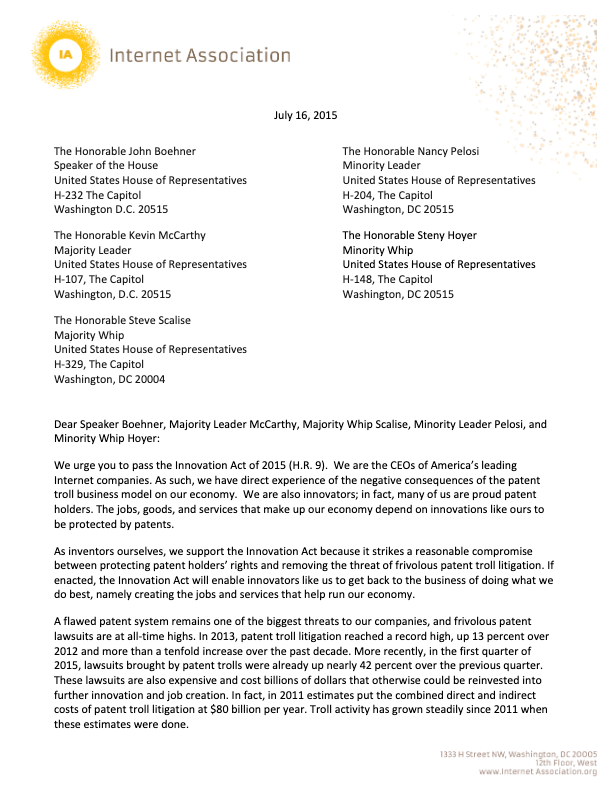 IA
Internet Association
July 16, 2015
The Honorable John Boehner
Speaker of the House
United States House of Representatives
H-232 The Capitol
Washington D.C. 20515
The Honorable Nancy Pelosi
Minority Leader
United States House of Representatives
H-204, The Capitol
Washington, DC 20515
The Honorable Kevin McCarthy
Majority Leader
United States House of Representatives
H-107, The Capitol
Washington, D.C. 20515
The Honorable Steny Hoyer
Minority Whip
United States House of Representatives
H-148, The Capitol
Washington, DC 20515
The Honorable Steve Scalise
Majority Whip
United States House of Representatives
H-329, The Capitol
Washington, DC 20004
Dear Speaker Boehner, Majority Leader McCarthy, Majority Whip Scalise, Minority Leader Pelosi, and
Minority Whip Hoyer:
We urge you to pass the Innovation Act of 2015 (H.R. 9).  We are the CEOs of America's leading
Internet companies. As such, we have direct experience of the negative consequences of the patent
troll business model on our economy.  We are also innovators; in fact, many of us are proud patent
holders. The jobs, goods, and services that make up our economy depend on innovations like ours to
be protected by patents.
As inventors ourselves, we support the Innovation Act because it strikes a reasonable compromise
between protecting patent holders' rights and removing the threat of frivolous patent troll litigation. If
enacted, the Innovation Act will enable innovators like us to get back to the business of doing what we
do best, namely creating the jobs and services that help run our economy.
A flawed patent system remains one of the biggest threats to our companies, and frivolous patent
lawsuits are at all-time highs. In 2013, patent troll litigation reached a record high, up 13 percent over
2012 and more than a tenfold increase over the past decade. More recently, in the first quarter of
2015, lawsuits brought by patent trolls were already up nearly 42 percent over the previous quarter.
These lawsuits are also expensive and cost billions of dollars that otherwise could be reinvested into
further innovation and job creation. In fact, in 2011 estimates put the combined direct and indirect
costs of patent troll litigation at $80 billion per year. Troll activity has grown steadily since 2011 when
these estimates were done.
1333 H Street NW, Washington, DC 20005
12th Floor, West
www.Internet Association.org